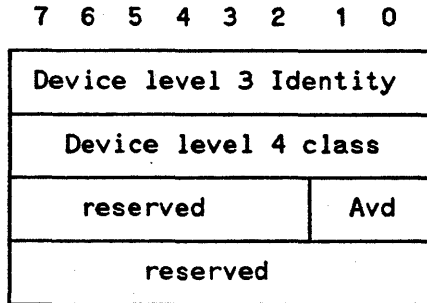 7 6 5 4 3 2 1 0
Device level 3 Identity
Device level 4 class
reserved Avd
reserved